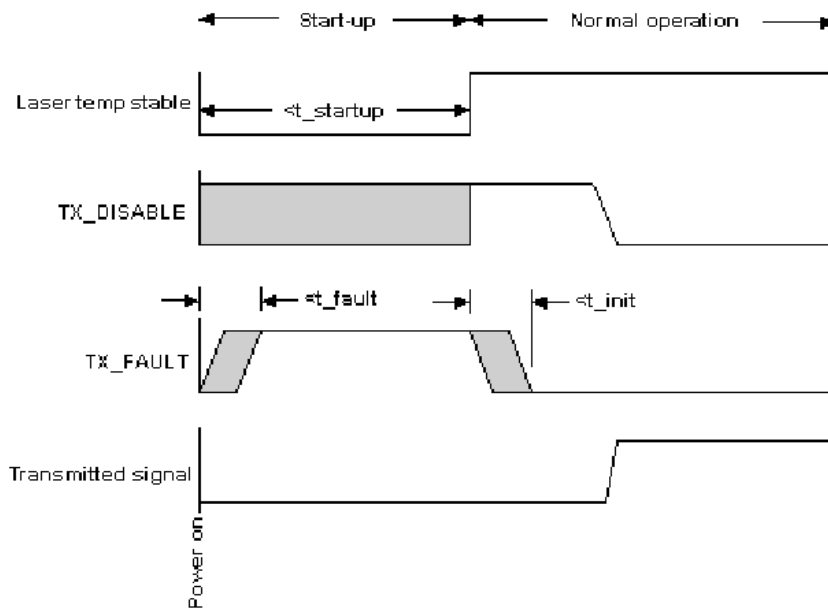 Start-up
Normal operation
Laser temp stable
<t_startup
TX_DISABLE
<t_fault
<t_init
TX_FAULT
Transmitted signal
Power on